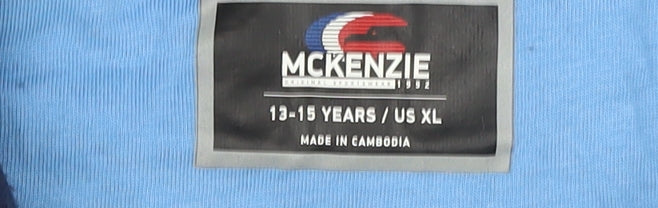 MCKENZIE
ORIGINAL SPORTSWEAR 1992
13-15 YEARS / US XL
MADE IN CAMBODIA